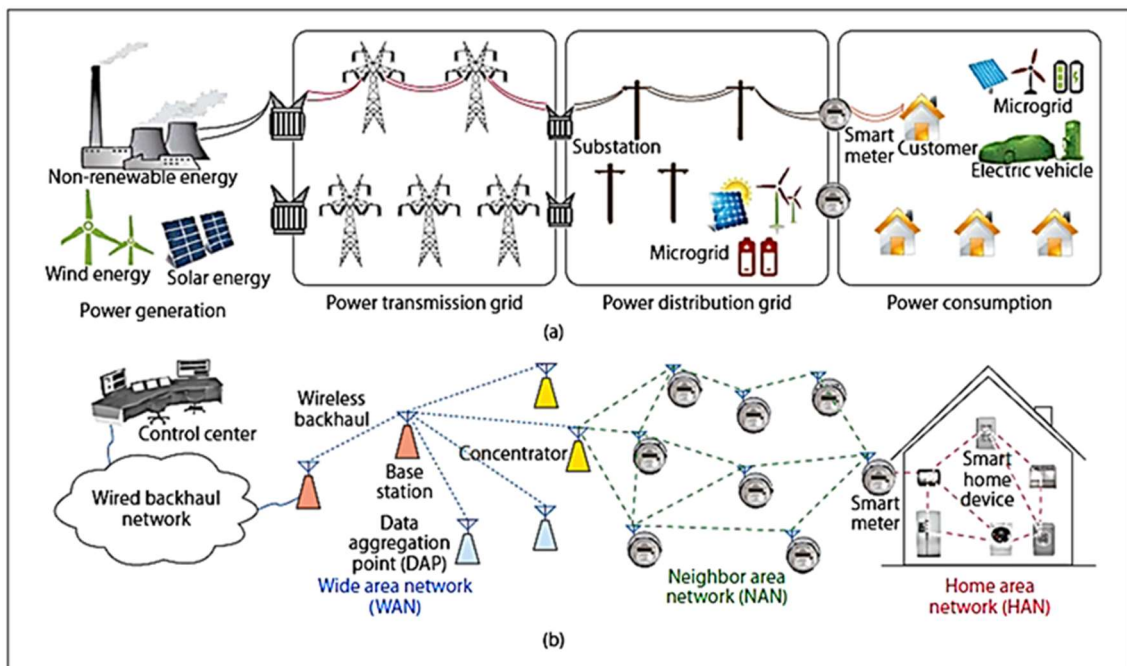 Non-renewable energy
Wind energy
Solar energy
Power generation
Power transmission grid
Substation
Microgrid
Power distribution grid
Smart
meter
Customer
Microgrid
Electric vehicle
Power consumption
(a)
Control center
Wired backhaul
network
Wireless
backhaul
Base
station
Concentrator
Data
aggregation
point (DAP)
Wide area network
(WAN)
Neighbor area
network (NAN)
Smart
meter
Smart
home
device
Home area
network (HAN)
(b)